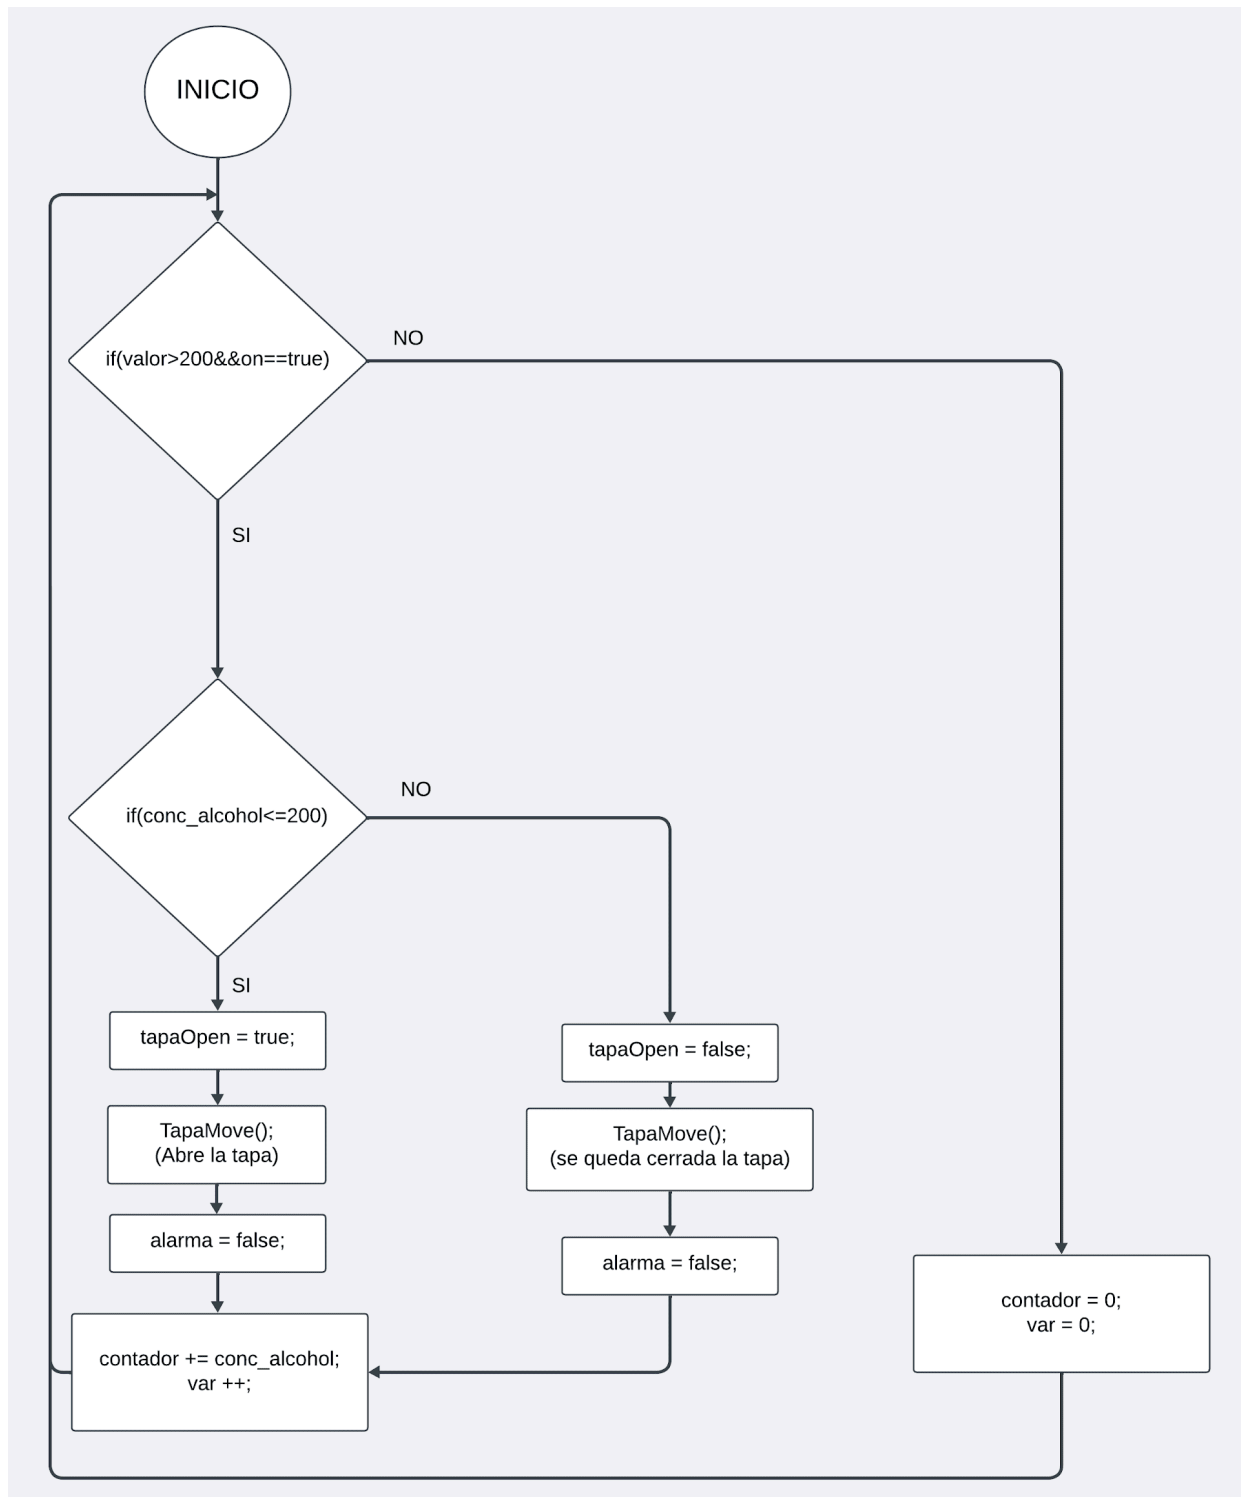 INICIO
if(valor>200&&on==true)
NO
SI
if(conc_alcohol<=200)
NO
SI
tapaOpen = true;
TapaMove();
(Abre la tapa)
alarma = false;
contador += conc_alcohol;
var ++;
tapaOpen = false;
TapaMove();
(se queda cerrada la tapa)
alarma = false;
contador = 0;
var = 0;